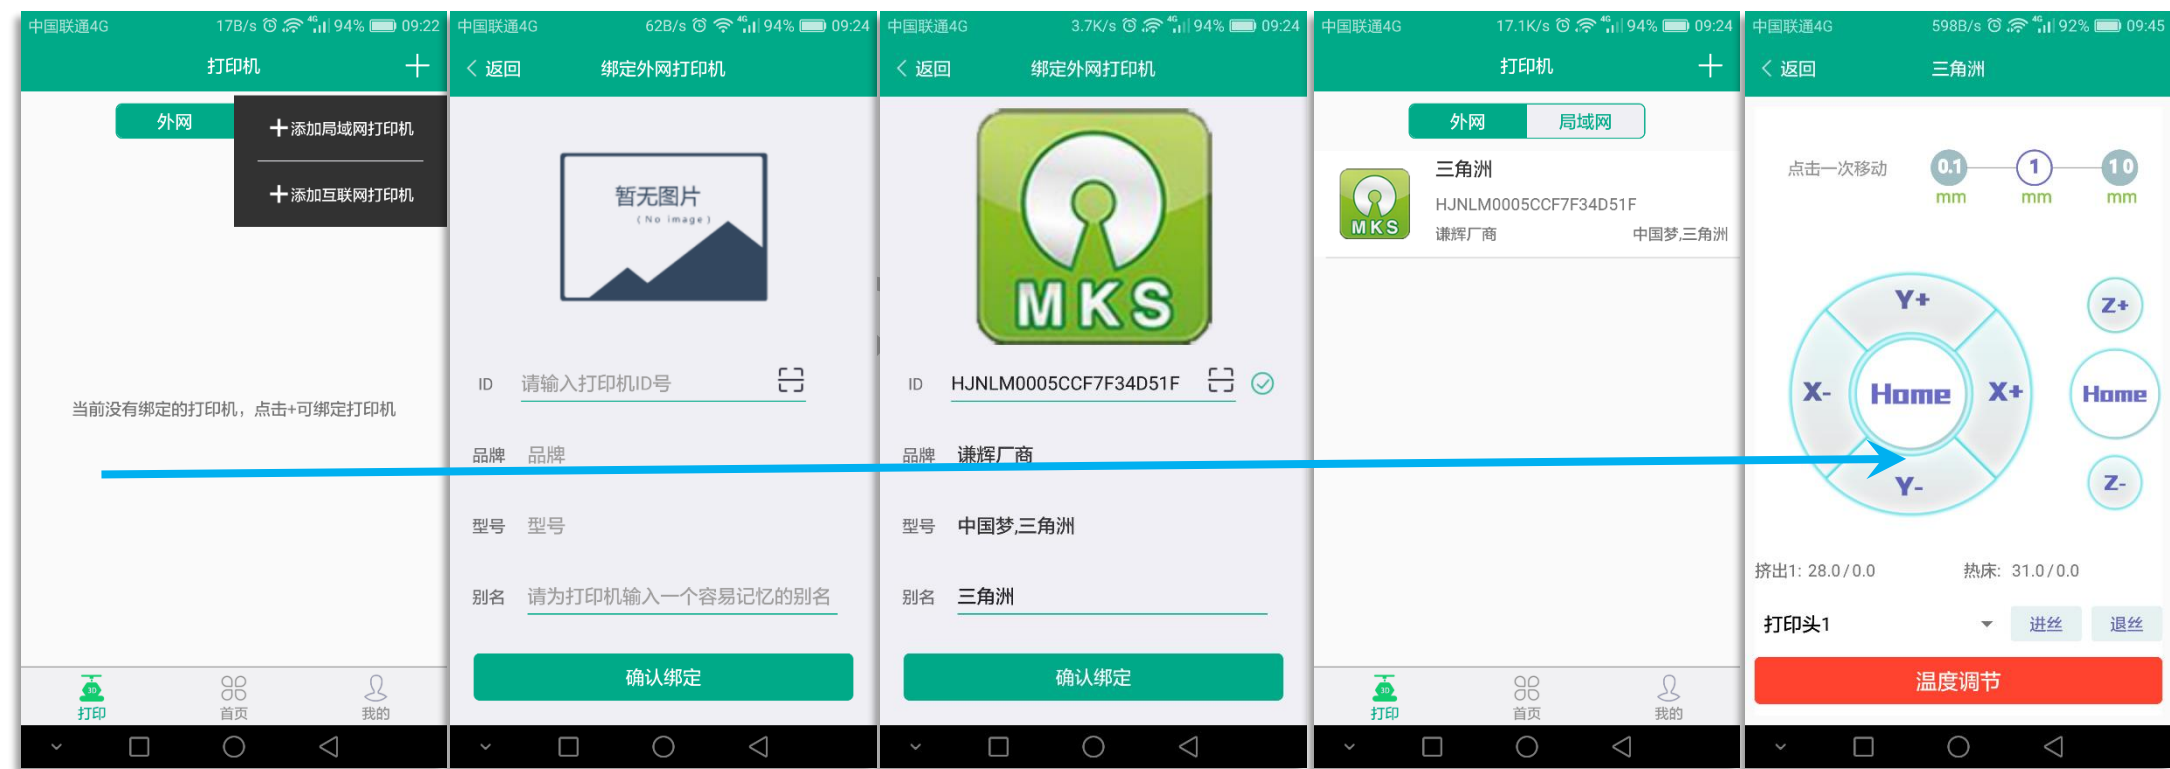 中国联通4G 17B/s 4G 94% 09:22
打印机
外网
添加局域网打印机
添加互联网打印机
当前没有绑定的打印机，点击+可绑定打印机
打印 首页 我的
中国联通4G 62B/s 4G 94% 09:24
返回 绑定外网打印机
暂无图片
(No image)
ID 请输入打印机ID号
品牌 品牌
型号 型号
别名 请为打印机输入一个容易记忆的别名
确认绑定
中国联通4G 3.7K/s 4G 94% 09:24
返回 绑定外网打印机
MKS
ID HJNLM0005CCF7F34D51F
品牌 谦辉厂商
型号 中国梦,三角洲
别名 三角洲
确认绑定
中国联通4G 17.1K/s 4G 94% 09:24
打印机
外网 局域网
三角洲
HJNLM0005CCF7F34D51F
MKS
谦辉厂商 中国梦,三角洲
打印 首页 我的
中国联通4G 598B/s 4G 92% 09:45
返回 三角洲
点击一次移动 0.1 1 10
mm mm mm
Y+ Z+
X- Home X+ Home
Y- Z-
挤出1: 28.0/0.0 热床: 31.0/0.0
打印头1 进丝 退丝
温度调节